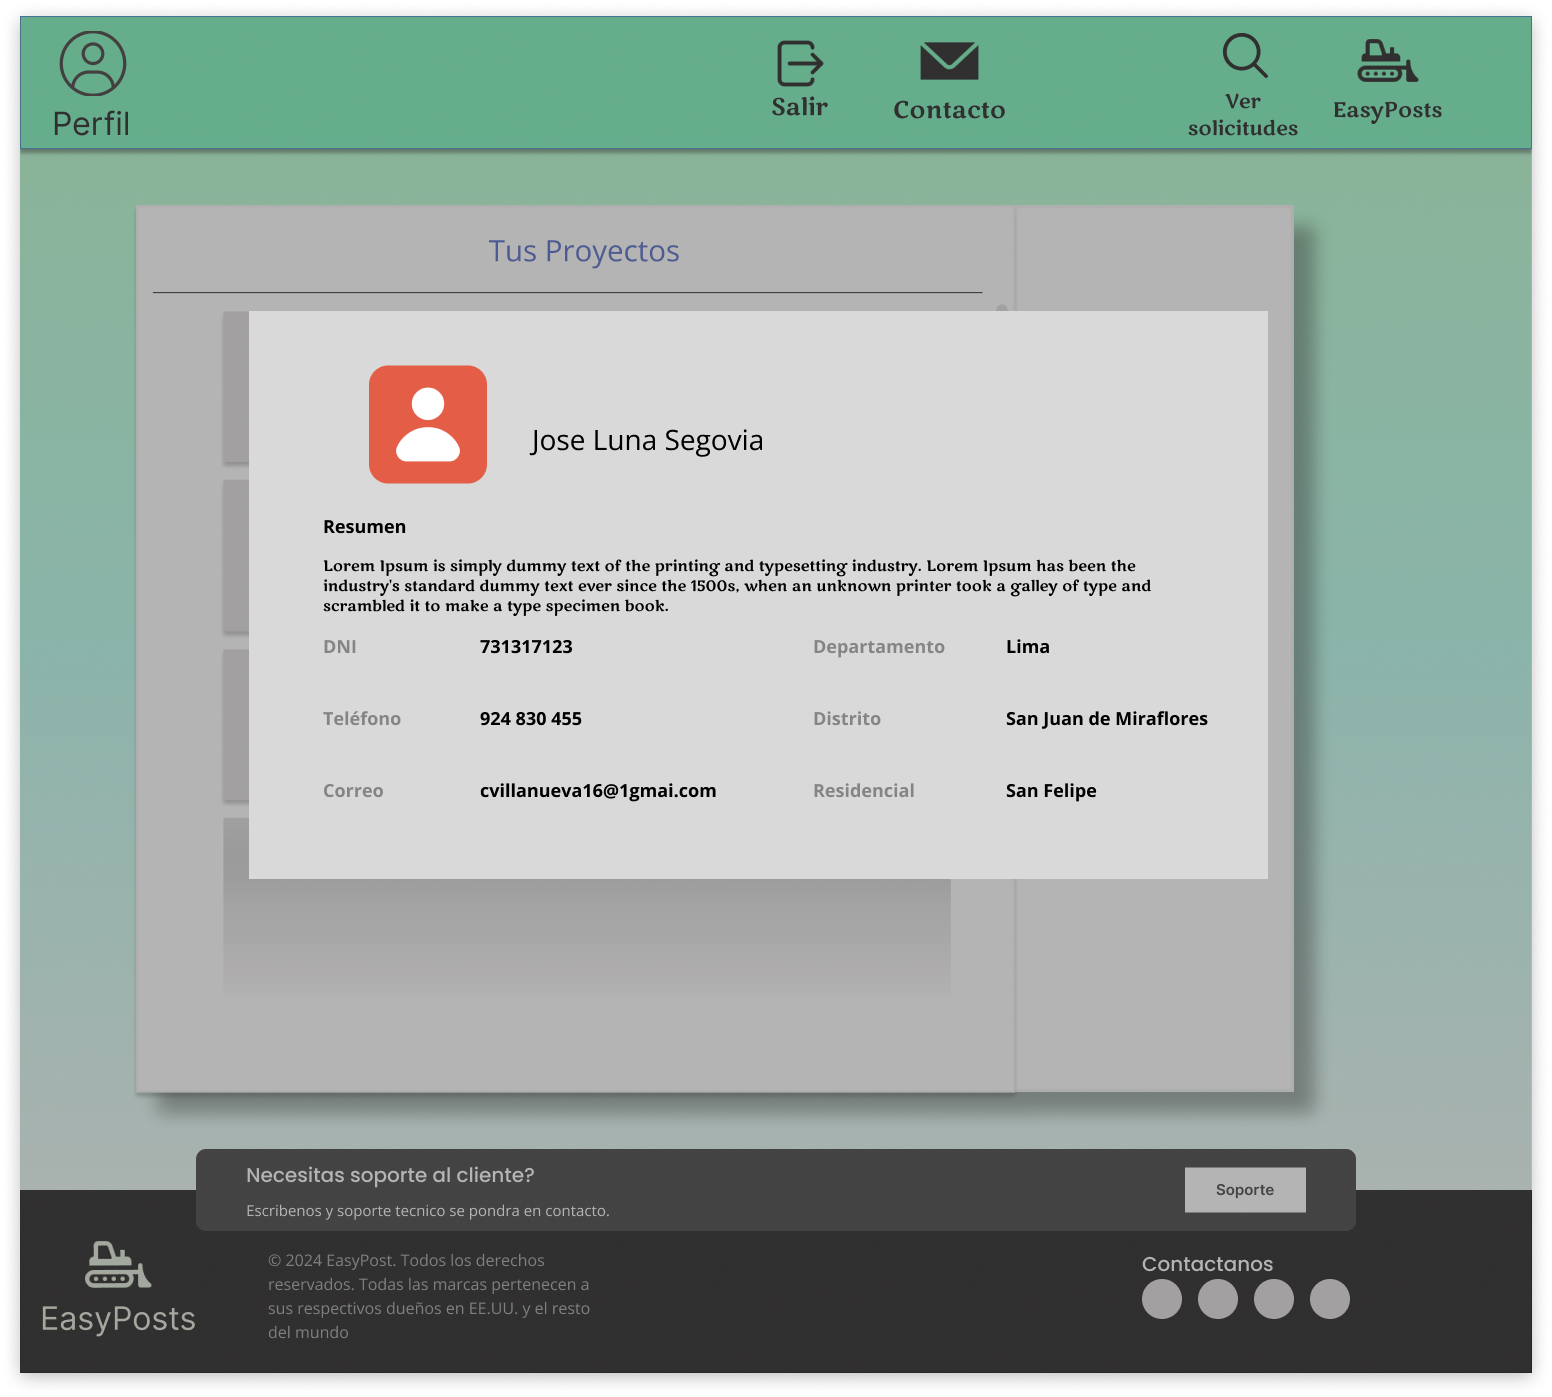 Perfil
Salir
Contacto
Ver
solicitudes
EasyPosts
Tus Proyectos
Jose Luna Segovia
Resumen
Lorem Ipsum is simply dummy text of the printing and typesetting industry. Lorem Ipsum has been the
industry's standard dummy text ever since the 1500s, when an unknown printer took a galley of type and
scrambled it to make a type specimen book.
DNI 731317123 Departamento Lima
Teléfono 924 830 455 Distrito San Juan de Miraflores
Correo cvillanueva16@1gmai.com Residencial San Felipe
Necesitas soporte al cliente?
Escribenos y soporte tecnico se pondra en contacto.
Soporte
EasyPosts
© 2024 EasyPost. Todos los derechos
reservados. Todas las marcas pertenecen a
sus respectivos dueños en EE.UU. y el resto
del mundo
Contactanos